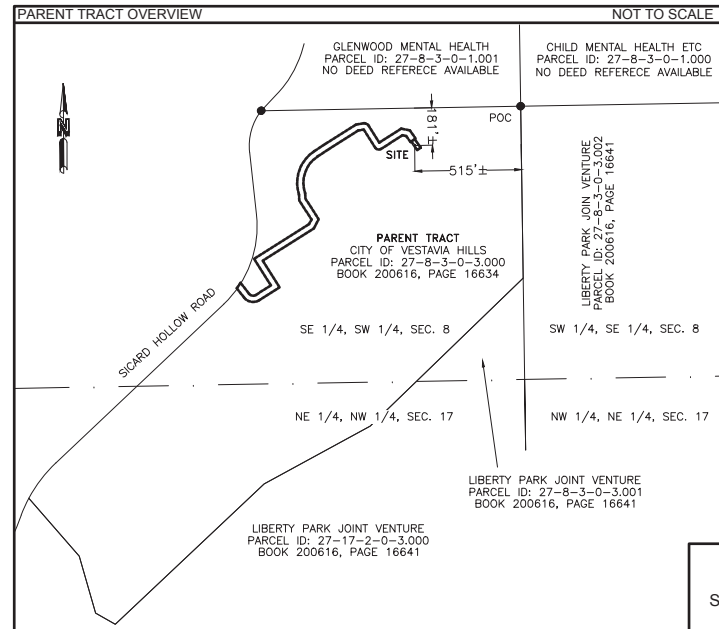 PARENT TRACT OVERVIEW
NOT TO SCALE
GLENWOOD MENTAL HEALTH
PARCEL ID: 27-8-3-0-1.001
NO DEED REFERECE AVAILABLE
CHILD MENTAL HEALTH ETC
PARCEL ID: 27-8-3-0-1.000
NO DEED REFERECE AVAILABLE
N
181'±
POC
SITE
515'±
LIBERTY PARK JOIN VENTURE
PARCEL ID: 27-8-3-0-3.002
BOOK 200616, PAGE 16641
PARENT TRACT
CITY OF VESTAVIA HILLS
PARCEL ID: 27-8-3-0-3.000
BOOK 200616, PAGE 16634
SICARD HOLLOW ROAD
SE 1/4, SW 1/4, SEC. 8
SW 1/4, SE 1/4, SEC. 8
NE 1/4, NW 1/4, SEC. 17
NW 1/4, NE 1/4, SEC. 17
LIBERTY PARK JOINT VENTURE
PARCEL ID: 27-8-3-0-3.001
BOOK 200616, PAGE 16641
LIBERTY PARK JOINT VENTURE
PARCEL ID: 27-17-2-0-3.000
BOOK 200616, PAGE 16641
S